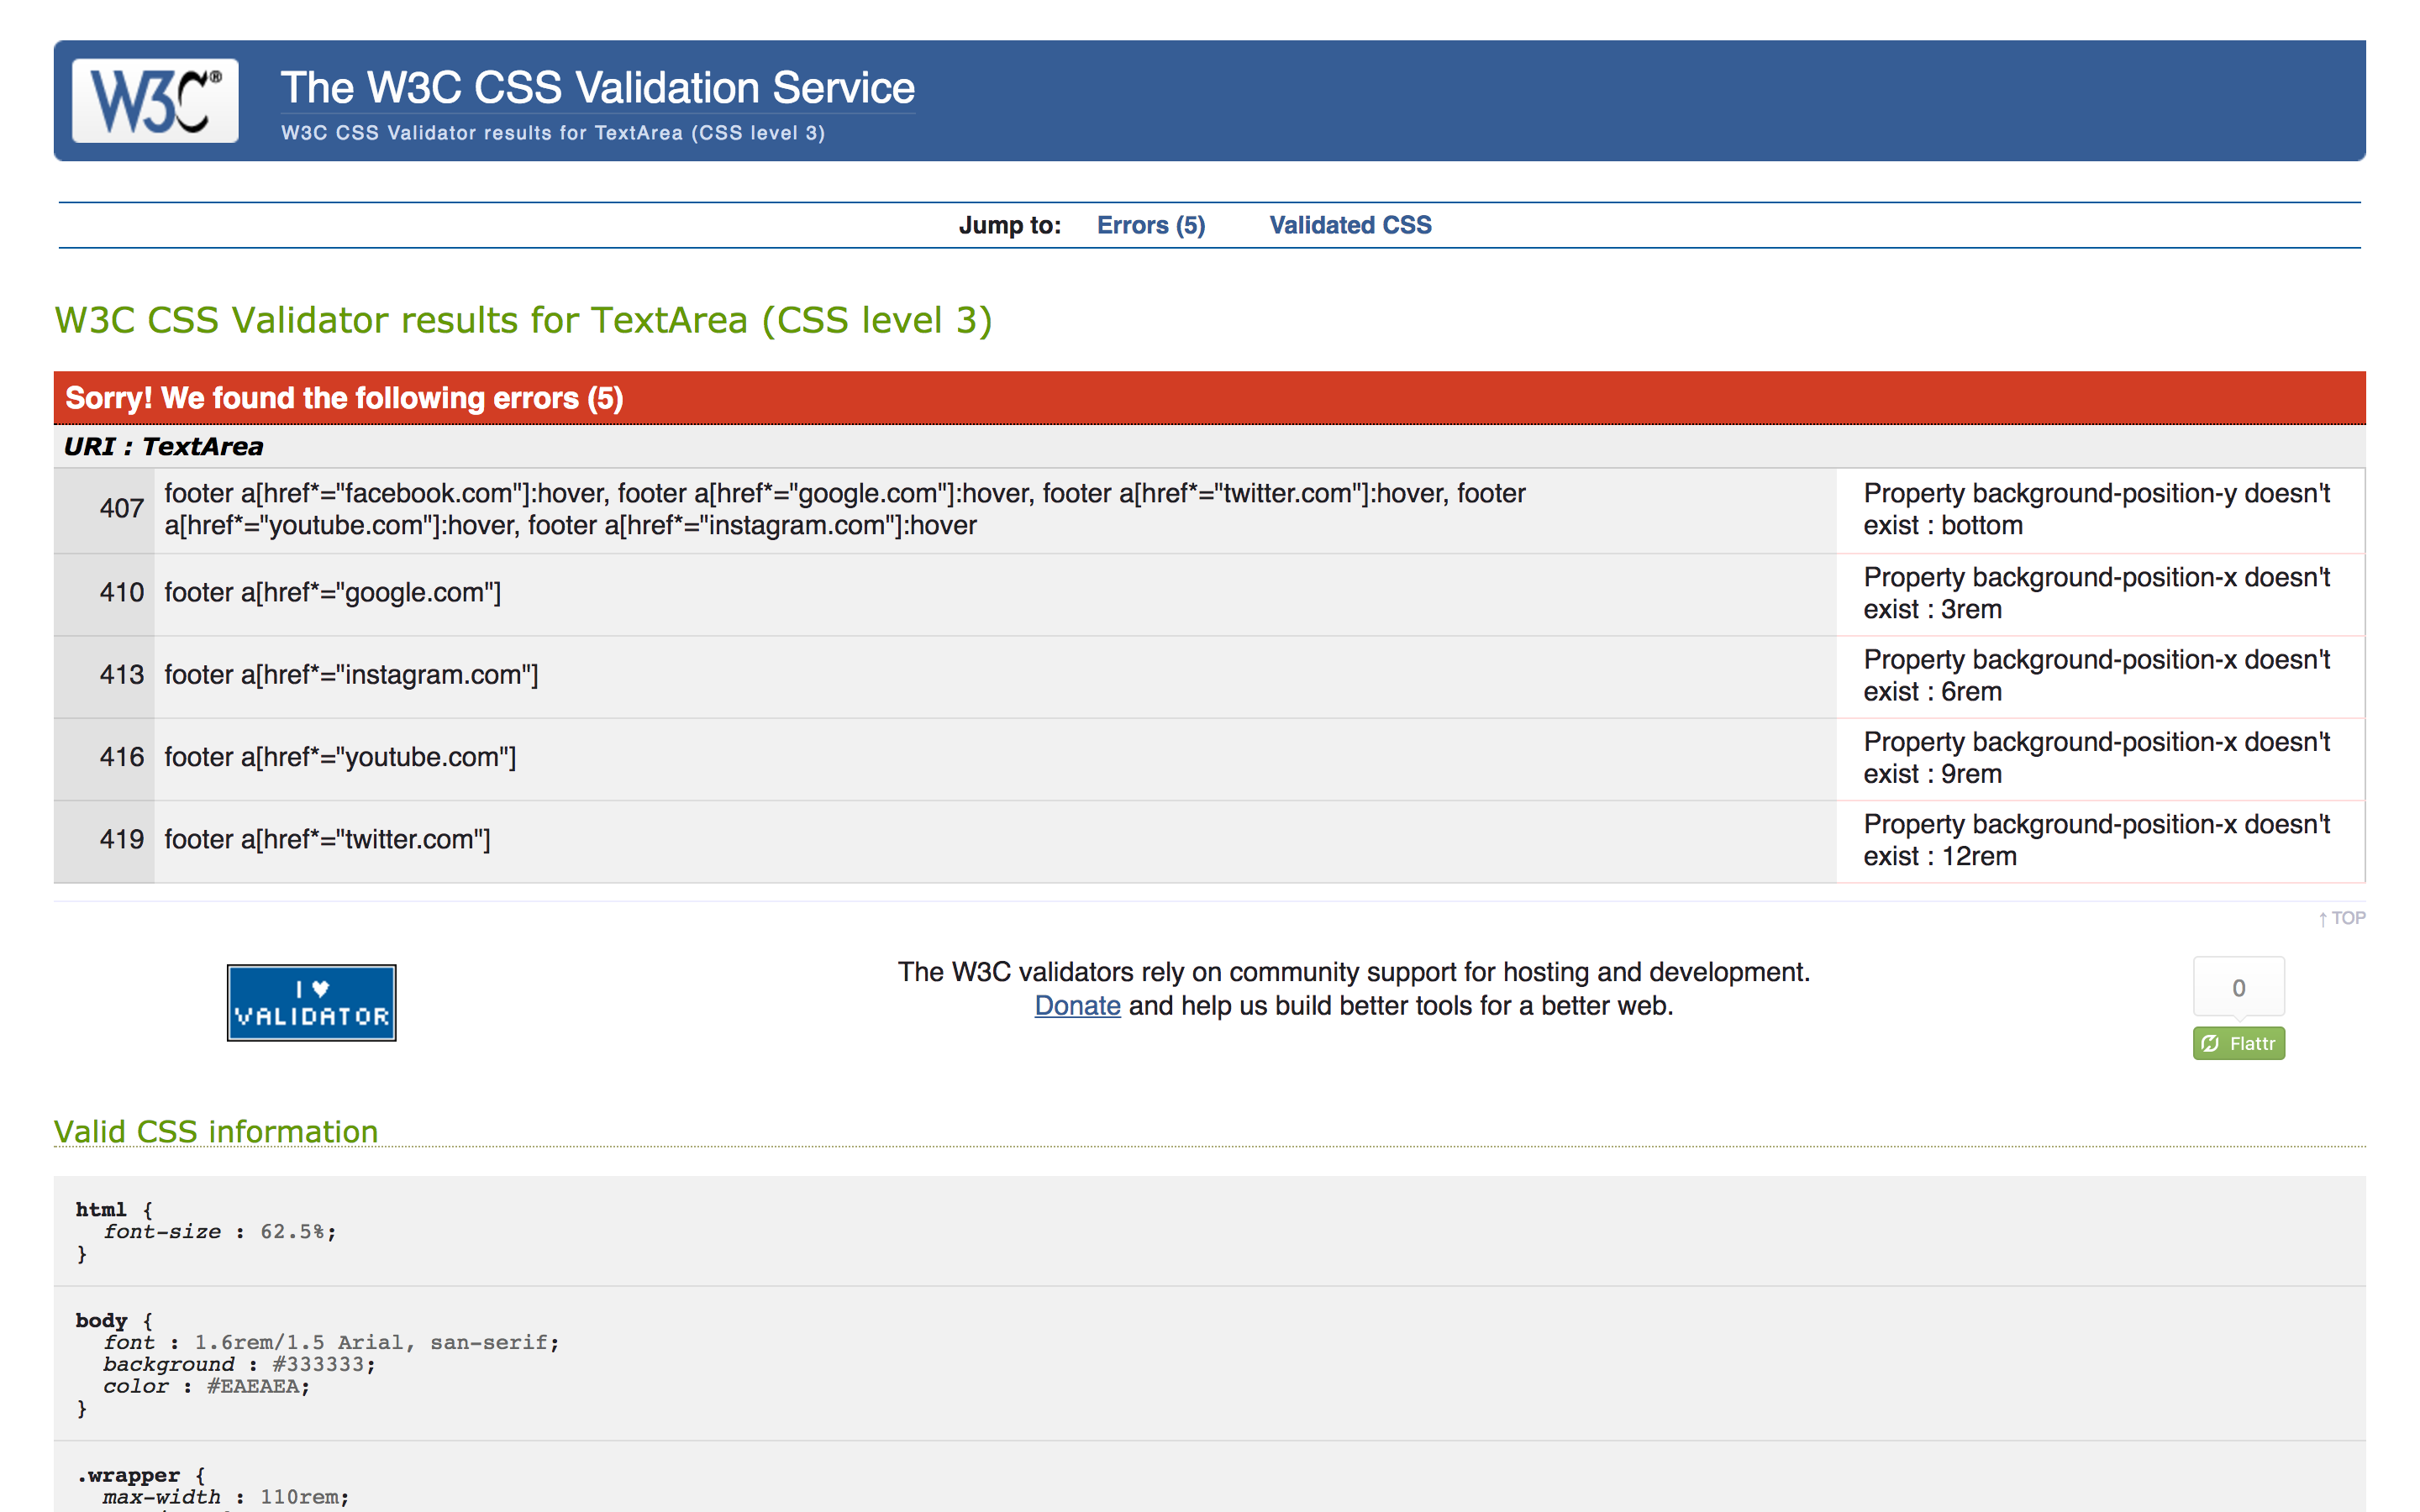 W3C®
The W3C CSS Validation Service
W3C CSS Validator results for TextArea (CSS level 3)
Jump to: Errors (5) Validated CSS
W3C CSS Validator results for TextArea (CSS level 3)
Sorry! We found the following errors (5)
URI : TextArea
407 footer a[href*="facebook.com"]:hover, footer a[href*="google.com"]:hover, footer a[href*="twitter.com"]:hover, footer
a[href*="youtube.com"]:hover, footer a[href*="instagram.com"]:hover
Property background-position-y doesn't
exist : bottom
410 footer a[href*="google.com"]
Property background-position-x doesn't
exist : 3rem
413 footer a[href*="instagram.com"]
Property background-position-x doesn't
exist : 6rem
416 footer a[href*="youtube.com"]
Property background-position-x doesn't
exist : 9rem
419 footer a[href*="twitter.com"]
Property background-position-x doesn't
exist : 12rem
↑ TOP
I ♥
VALIDATOR
The W3C validators rely on community support for hosting and development.
Donate and help us build better tools for a better web.
0
Flattr
Valid CSS information
html {
font-size : 62.5%;
}
body {
font : 1.6rem/1.5 Arial, san-serif;
background : #333333;
color : #EAEAEA;
}
.wrapper {
max-width : 110rem;